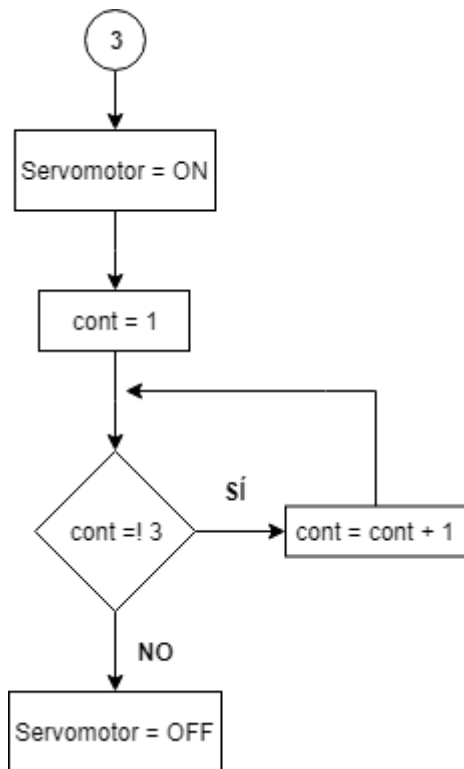 3
Servomotor = ON
cont = 1
cont =! 3
SÍ
cont = cont + 1
NO
Servomotor = OFF